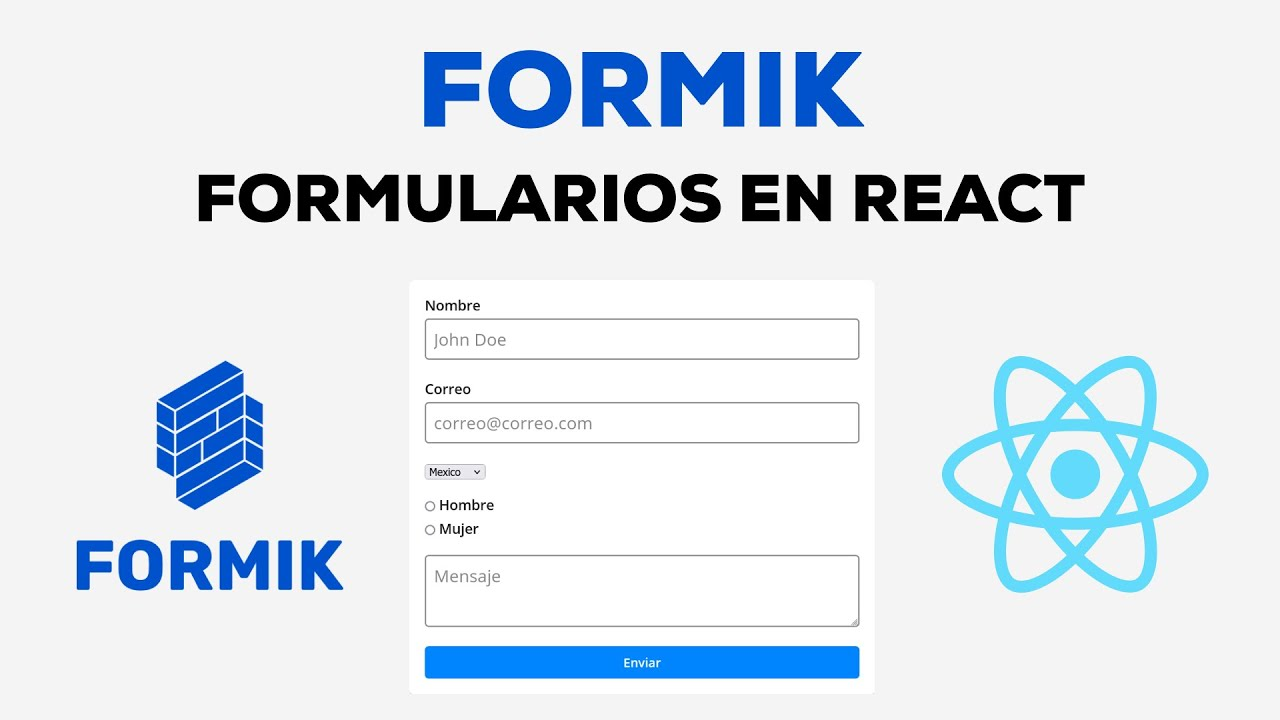 FORMIK
FORMULARIOS EN REACT
Nombre
John Doe
Correo
correo@correo.com
Mexico
Hombre
Mujer
Mensaje
Enviar
FORMIK